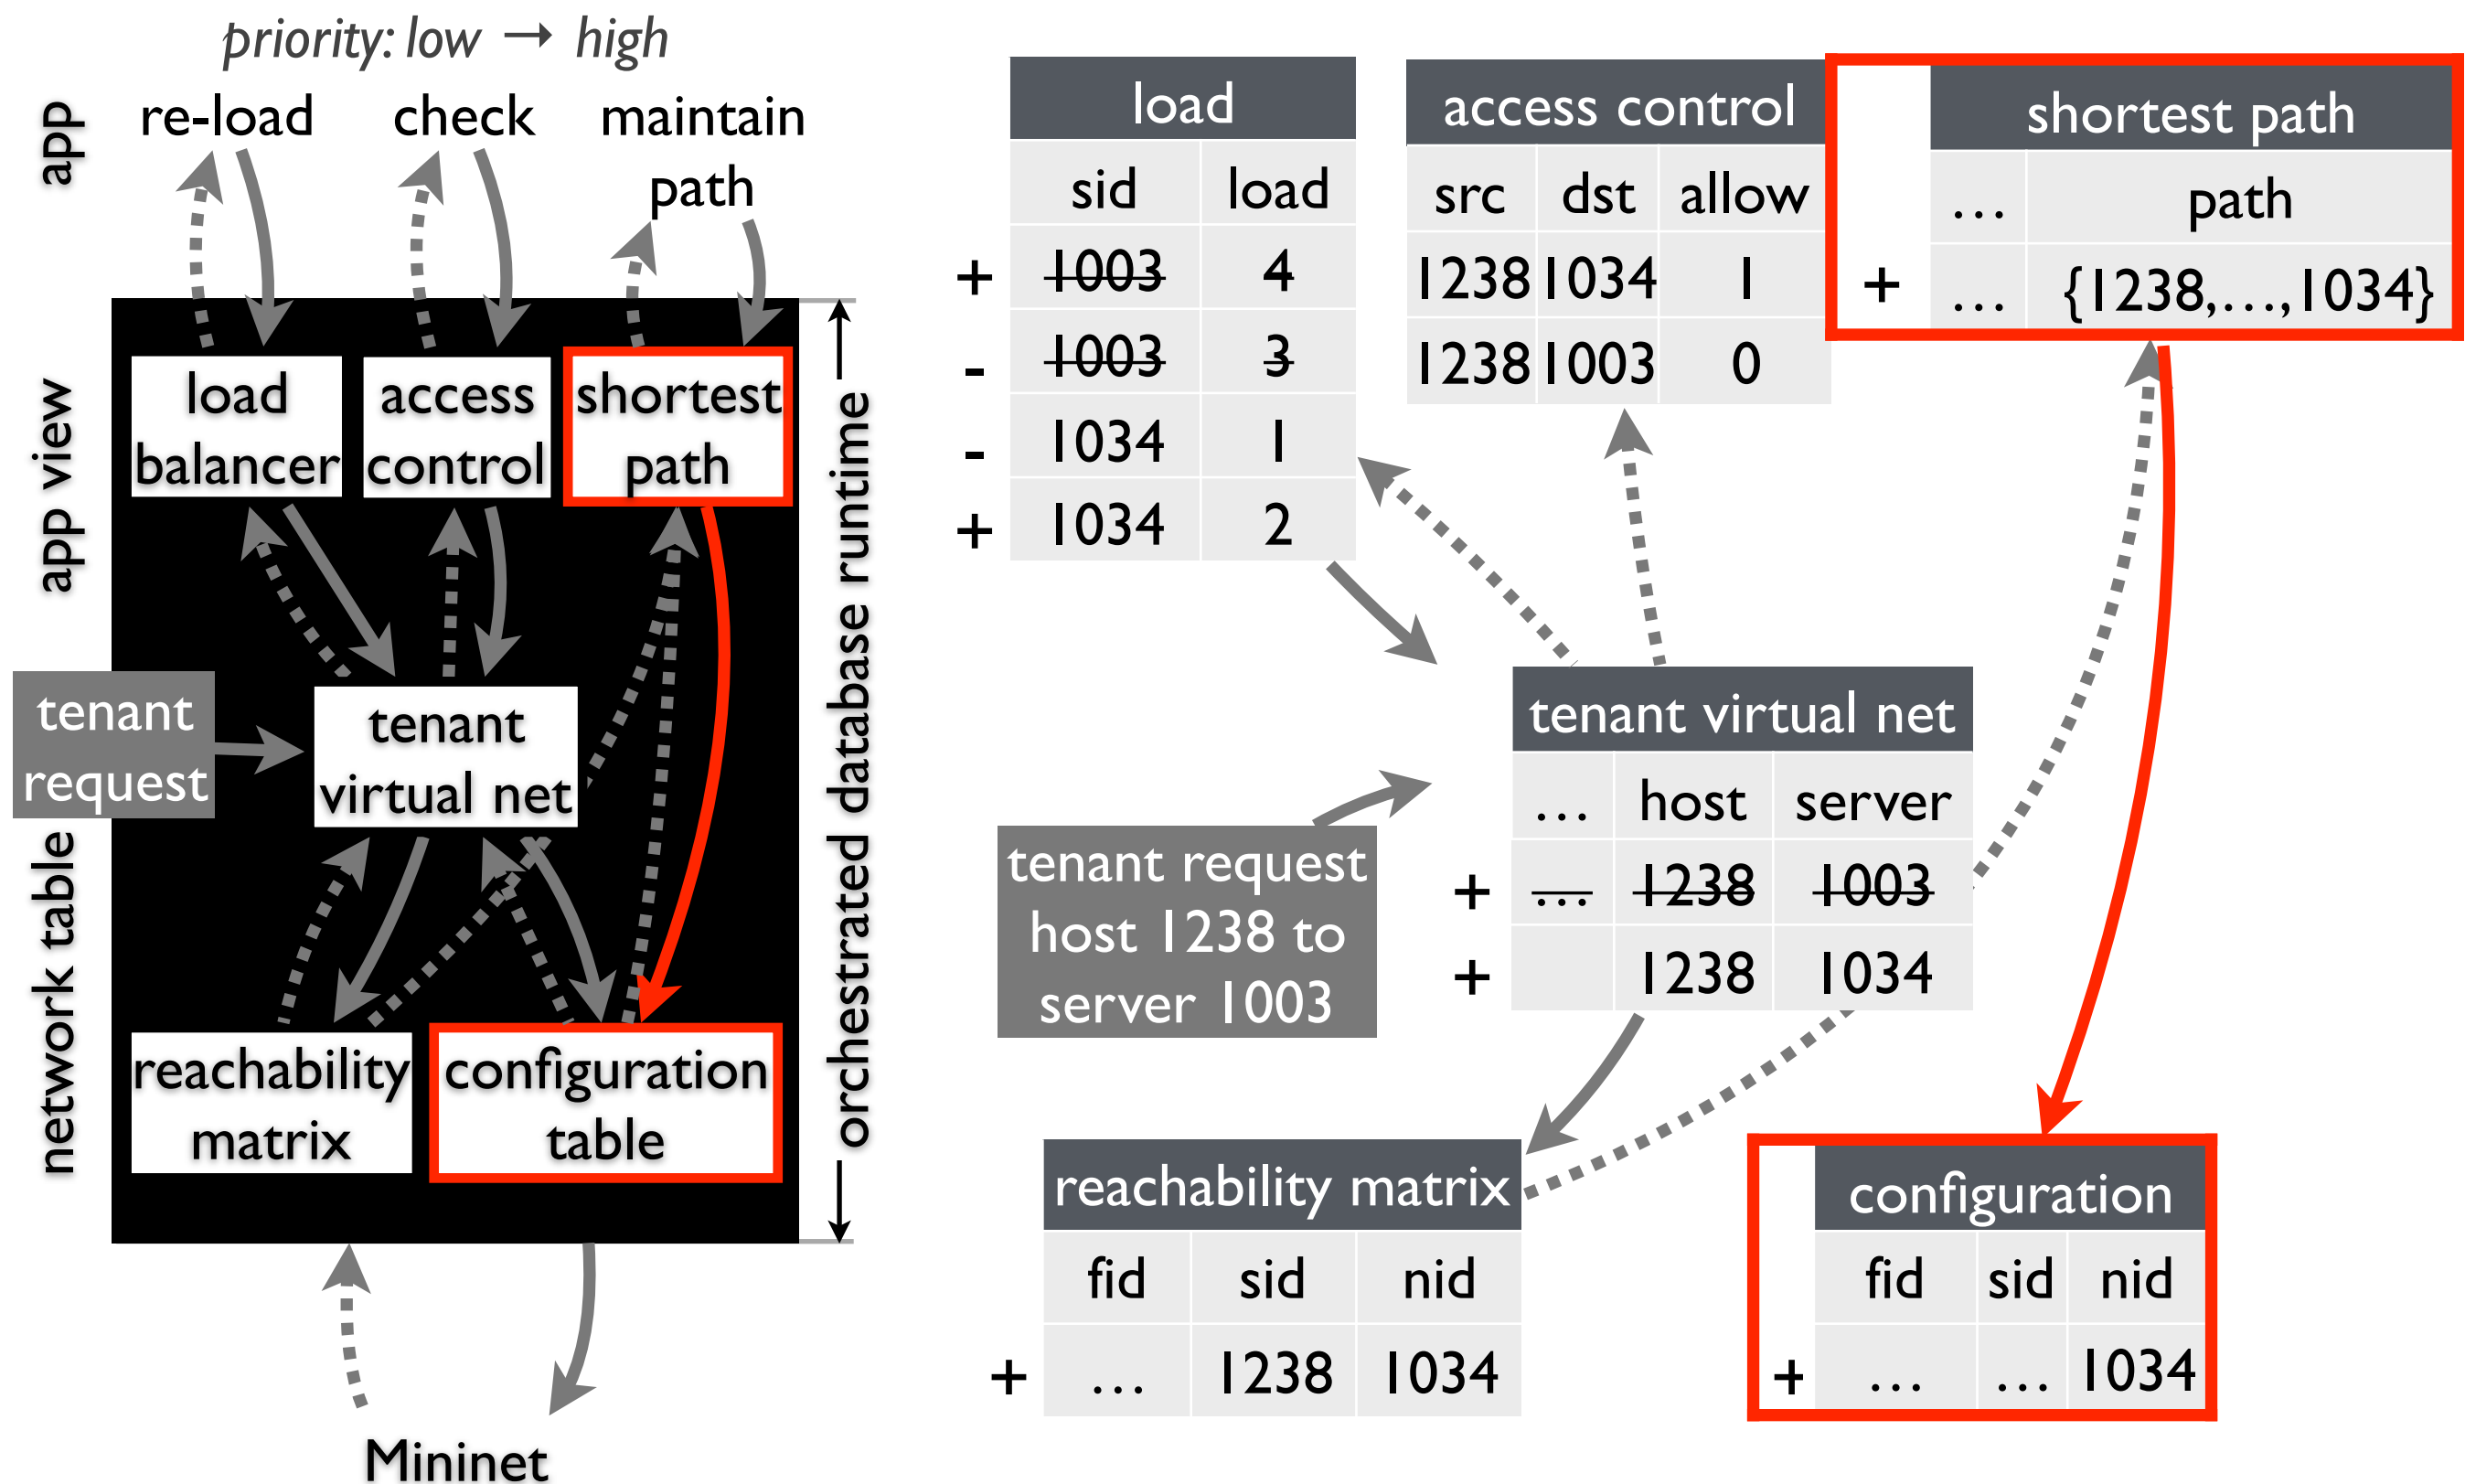 priority: low → high
app
re-load
check
maintain
path
app view
load
balancer
access
control
shortest
path
orchestrated database runtime
tenant
request
tenant
virtual net
network table
reachability
matrix
configuration
table
Mininet
load
sid load
+ 1003 4
- 1003 3
- 1034 1
+ 1034 2
access control
src dst allow
1238 1034 1
1238 1003 0
shortest path
... path
+ ... {1238,...,1034}
tenant virtual net
... host server
+ ... 1238 1003
+ 1238 1034
tenant request
host 1238 to
server 1003
reachability matrix
fid sid nid
+ ... 1238 1034
configuration
fid sid nid
+ ... ... 1034